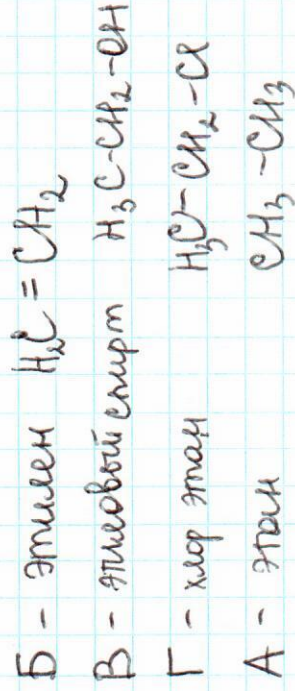 Б - этилен H₂C = CH₂
В - этиловый спирт H₃C-CH₂-OH
Г - хлор этан H₃C-CH₂-Cl
А - этан CH₃-CH₃